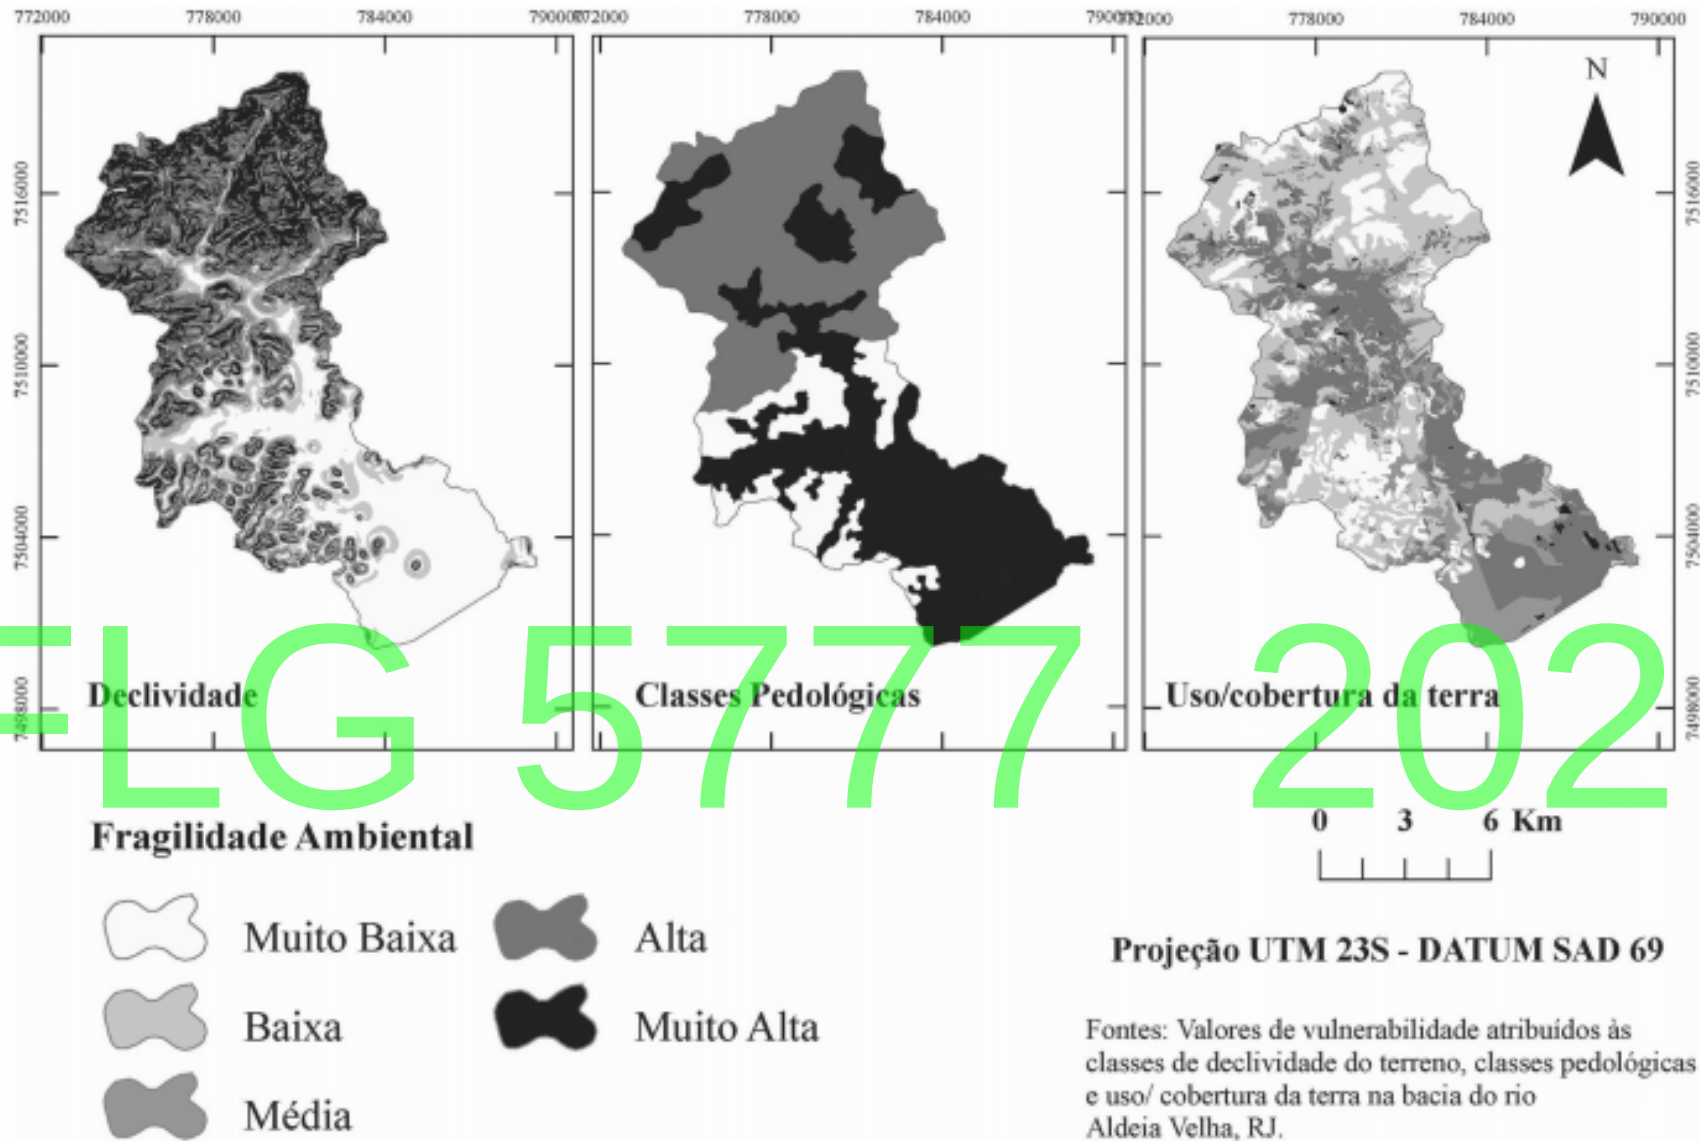 772000 778000 784000 790000 772000 778000 784000 790000 772000 778000 784000 790000
7516000 7516000
7510000 7510000
7504000 7504000
7498000 7498000
N
Declividade
Classes Pedológicas
Uso/cobertura da terra
FLG 5777 202
0 3 6 Km
Fragilidade Ambiental
Muito Baixa
Alta
Baixa
Muito Alta
Média
Projeção UTM 23S - DATUM SAD 69
Fontes: Valores de vulnerabilidade atribuídos às
classes de declividade do terreno, classes pedológicas
e uso/ cobertura da terra na bacia do rio
Aldeia Velha, RJ.